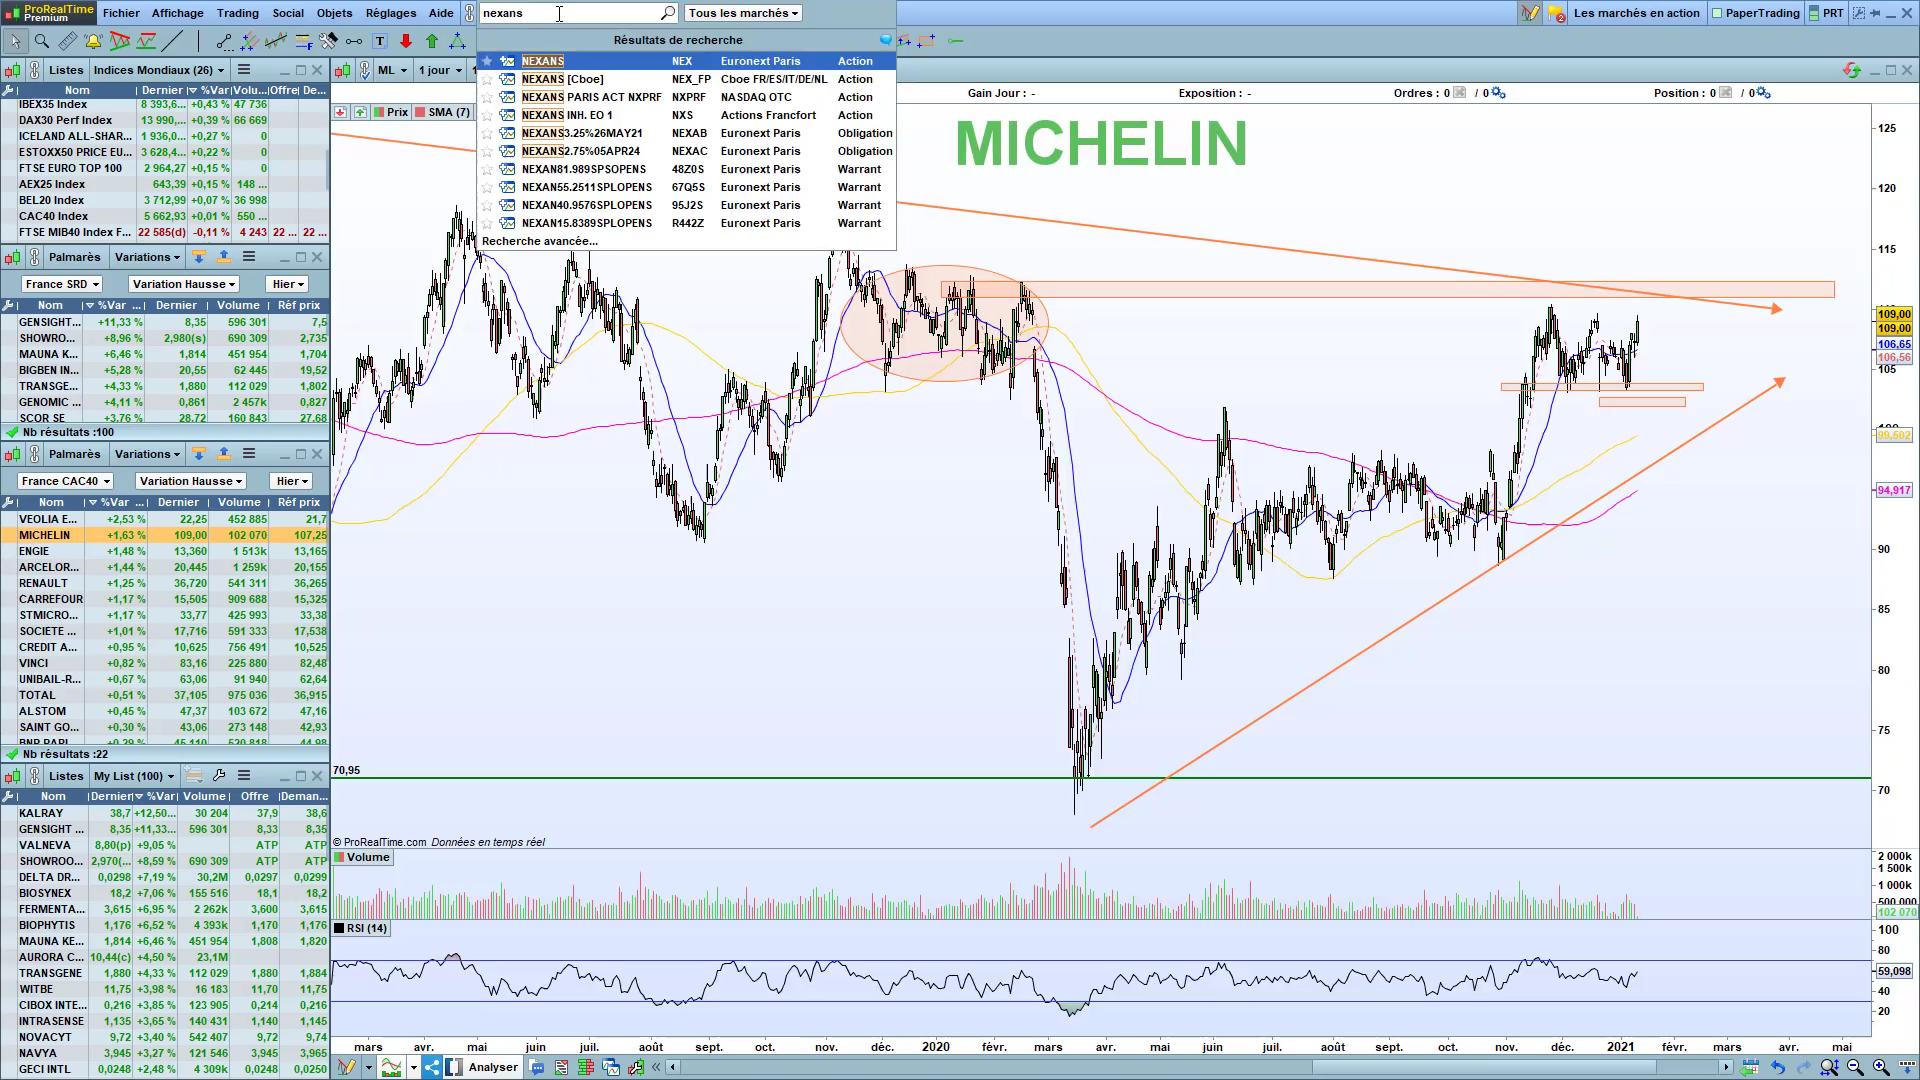 ProRealTime
Premium
Fichier Affichage Trading Social Objets Réglages Aide nexans Tous les marchés Les marchés en action PaperTrading PRT
Résultats de recherche
NEXANS NEX Euronext Paris Action
NEXANS [Cboe] NEX_FP Cboe FR/ES/IT/DE/NL Action
NEXANS PARIS ACT NXPRF NXPRF NASDAQ OTC Action
NEXANS INH. EO 1 NXS Actions Francfort Action
NEXANS3.25%26MAY21 NEXAB Euronext Paris Obligation
NEXANS2.75%05APR24 NEXAC Euronext Paris Obligation
NEXAN81.989SPSOPENS 48Z0S Euronext Paris Warrant
NEXAN55.2511SPLOPENS 67Q5S Euronext Paris Warrant
NEXAN40.9576SPLOPENS 95J2S Euronext Paris Warrant
NEXAN15.8389SPLOPENS R442Z Euronext Paris Warrant
Recherche avancée...
Listes Indices Mondiaux (26)
Nom Dernier %Var Volu... Offre De...
IBEX35 Index 8 393,6... +0,43 % 47 736
DAX30 Perf Index 13 990,... +0,39 % 66 669
ICELAND ALL-SHAR... 1 936,0... +0,27 % 0
ESTOXX50 PRICE EU... 3 628,4... +0,22 % 0
FTSE EURO TOP 100 2 964,27 +0,15 % 0
AEX25 Index 643,39 +0,15 % 148 ...
BEL20 Index 3 712,99 +0,07 % 36 998
CAC40 Index 5 662,93 +0,01 % 550 ...
FTSE MIB40 Index F... 22 585(d) -0,11 % 4 243 22 ... 22 ...
Palmarès Variations
France SRD Variation Hausse Hier
Nom %Var ... Dernier Volume Réf prix
GENSIGHT... +11,33 % 8,35 596 301 7,5
SHOWRO... +8,96 % 2,980(s) 690 309 2,735
MAUNA K... +6,46 % 1,814 451 954 1,704
BIGBEN IN... +5,28 % 20,55 62 445 19,52
TRANSGE... +4,33 % 1,880 112 029 1,802
GENOMIC ... +4,11 % 0,861 2 457k 0,827
SCOR SE +3,76 % 28,72 160 843 27,68
Nb résultats :100
Palmarès Variations
France CAC40 Variation Hausse Hier
Nom %Var ... Dernier Volume Réf prix
VEOLIA E... +2,53 % 22,25 452 885 21,7
MICHELIN +1,63 % 109,00 102 070 107,25
ENGIE +1,48 % 13,360 1 513k 13,165
ARCELOR... +1,44 % 20,445 1 259k 20,155
RENAULT +1,25 % 36,720 541 311 36,265
CARREFOUR +1,17 % 15,505 909 688 15,325
STMICRO... +1,17 % 33,77 425 993 33,38
SOCIETE ... +1,01 % 17,716 591 333 17,538
CREDIT A... +0,95 % 10,625 756 491 10,525
VINCI +0,82 % 83,16 225 880 82,48
UNIBAIL-R... +0,67 % 63,06 91 940 62,64
TOTAL +0,51 % 37,105 975 036 36,915
ALSTOM +0,45 % 47,37 103 672 47,16
SAINT GO... +0,30 % 43,06 273 148 42,93
Nb résultats :22
Listes My List (100)
Nom Dernier %Var Volume Offre Deman...
KALRAY 38,7 +12,50... 30 204 37,9 38,6
GENSIGHT ... 8,35 +11,33... 596 301 8,33 8,35
VALNEVA 8,80(p) +9,05 % ATP ATP
SHOWROO... 2,970(... +8,59 % 690 309 ATP ATP
DELTA DR... 0,0298 +7,19 % 30,2M 0,0297 0,0299
BIOSYNEX 18,2 +7,06 % 155 516 18,1 18,2
FERMENTA... 3,615 +6,95 % 2 262k 3,600 3,615
BIOPHYTIS 1,176 +6,52 % 4 393k 1,170 1,176
MAUNA KE... 1,814 +6,46 % 451 954 1,808 1,820
AURORA C... 10,44(c) +4,50 % 23,1M
TRANSGENE 1,880 +4,33 % 112 029 1,880 1,884
WITBE 11,75 +3,98 % 16 183 11,70 11,75
CIBOX INTE... 0,216 +3,85 % 123 905 0,214 0,216
INTRASENSE 1,135 +3,65 % 140 431 1,140 1,145
NOVACYT 9,72 +3,40 % 542 407 9,72 9,74
NAVYA 3,945 +3,27 % 121 546 3,945 3,965
GECI INTL 0,0248 +2,48 % 4 309k 0,0248 0,0250
ML 1 jour
Gain Jour : - Exposition : - Ordres : 0 / 0 Position : 0 / 0
Prix SMA (7)
MICHELIN
125
120
115
109,00
109,00
106,65
106,56
105
99,502
94,917
90
85
80
75
70
70,95
© ProRealTime.com Données en temps réel
Volume
2 000k
1 500k
1 000k
500,000
102 070
RSI (14)
100
80
59,098
40
20
mars avr. mai juin juil. août sept. oct. nov. déc. 2020 févr. mars avr. mai juin juil. août sept. oct. nov. déc. 2021 févr. mars avr. mai
Analyser